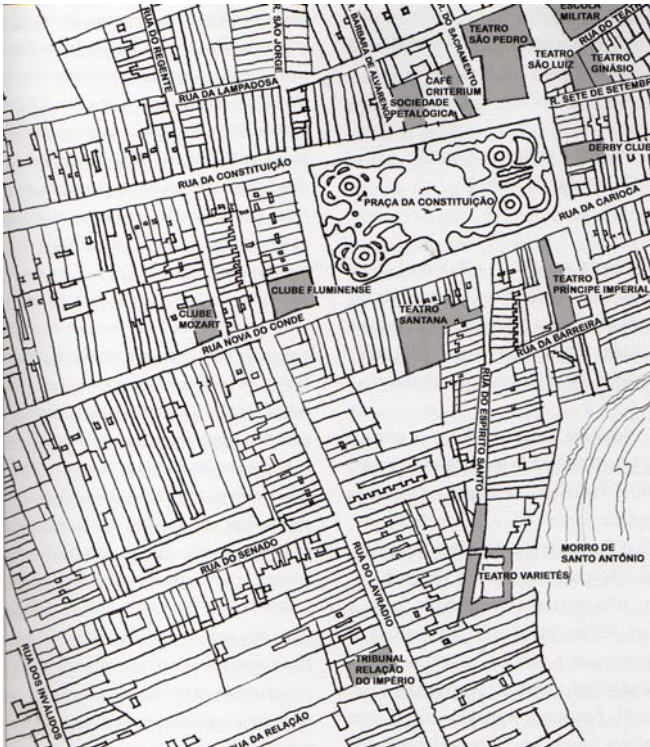 ESCOLA
MILITAR
RUA DO TEATRO
TEATRO
SÃO PEDRO
R. DO SACRAMENTO
R. BÁRBARA DE ALVARENGA
R. SÃO JORGE
RUA DO REGENTE
TEATRO
SÃO LUIZ
TEATRO
GINÁSIO
CAFÉ
CRITERIUM
SOCIEDADE
PETALÓGICA
RUA DA LAMPADOSA
R. SETE DE SETEMBR
DERBY CLUB
RUA DA CONSTITUIÇÃO
PRAÇA DA CONSTITUIÇÃO
RUA DA CARIOCA
CLUBE FLUMINENSE
TEATRO
PRÍNCIPE IMPERIAL
CLUBE
MOZART
TEATRO
SANTANA
RUA NOVA DO CONDE
RUA DA BARREIRA
RUA DO ESPÍRITO SANTO
RUA DO SENADO
RUA DO LAVRADIO
MORRO DE
SANTO ANTÔNIO
TEATRO VARIETÉS
RUA DOS INVÁLIDOS
TRIBUNAL
RELAÇÃO
DO IMPÉRIO
RUA DA RELAÇÃO